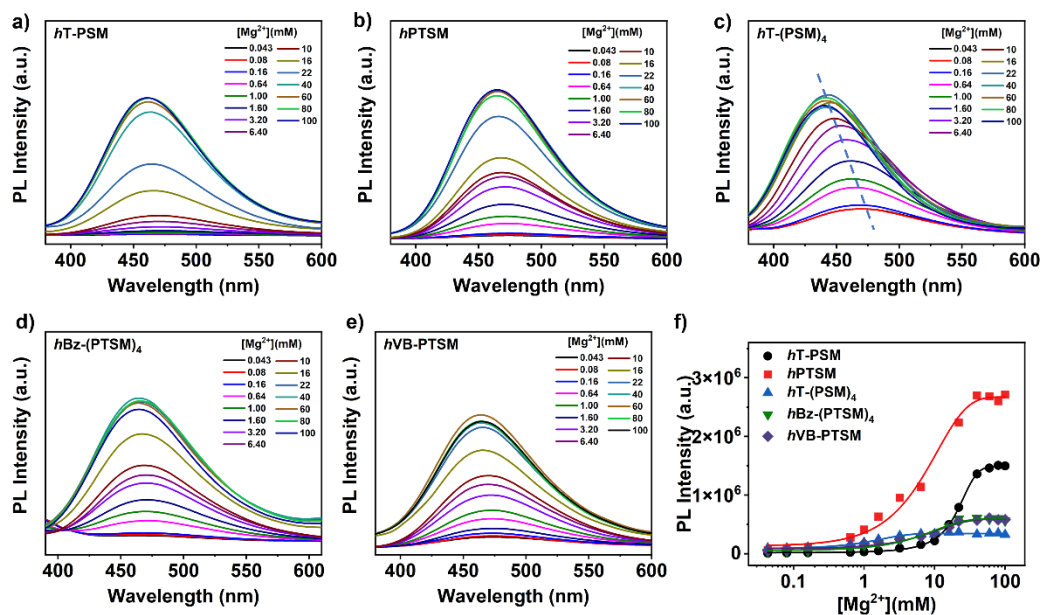 a)
hT-PSM
[Mg²⁺](mM)
0.043 10
0.08 16
0.16 22
0.64 40
1.00 60
1.60 80
3.20 100
6.40
PL Intensity (a.u.)
400 450 500 550 600
Wavelength (nm)
b)
hPTSM
[Mg²⁺](mM)
0.043 10
0.08 16
0.16 22
0.64 40
1.00 60
1.60 80
3.20 100
6.40
PL Intensity (a.u.)
400 450 500 550 600
Wavelength (nm)
c)
hT-(PSM)₄
[Mg²⁺](mM)
0.043 10
0.08 16
0.16 22
0.64 40
1.00 60
1.60 80
3.20 100
6.40
PL Intensity (a.u.)
400 450 500 550 600
Wavelength (nm)
d)
hBz-(PTSM)₄
[Mg²⁺](mM)
0.043 10
0.08 16
0.16 22
0.64 40
1.00 60
1.60 80
3.20 100
6.40
PL Intensity (a.u.)
400 450 500 550 600
Wavelength (nm)
e)
hVB-PTSM
[Mg²⁺](mM)
0.043 10
0.08 16
0.16 22
0.64 40
1.00 60
1.60 80
3.20 100
6.40
PL Intensity (a.u.)
400 450 500 550 600
Wavelength (nm)
f)
hT-PSM
hPTSM
hT-(PSM)₄
hBz-(PTSM)₄
hVB-PTSM
PL Intensity (a.u.)
3×10⁶
2×10⁶
1×10⁶
0
0.1 1 10 100
[Mg²⁺](mM)